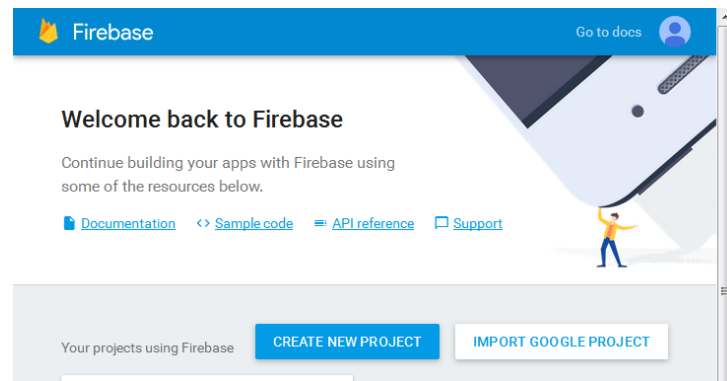 Firebase
Go to docs
Welcome back to Firebase
Continue building your apps with Firebase using
some of the resources below.
Documentation <> Sample code API reference Support
Your projects using Firebase CREATE NEW PROJECT IMPORT GOOGLE PROJECT